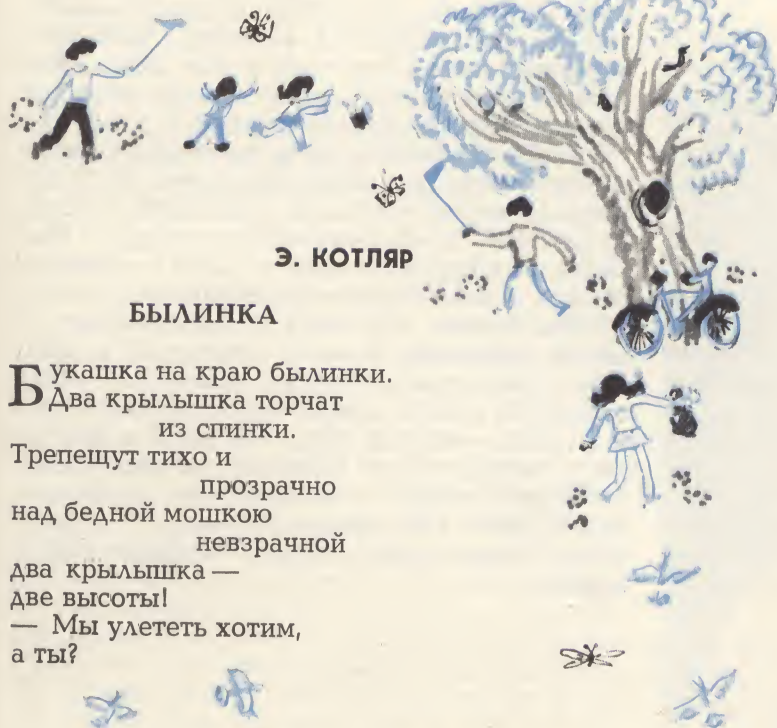 Э. КОТЛЯР
БЫЛИНКА
Букашка на краю былинки.
Два крылышка торчат
из спинки.
Трепещут тихо и
прозрачно
над бедной мошкою
невзрачной
два крылышка —
две высоты!
— Мы улететь хотим,
а ты?